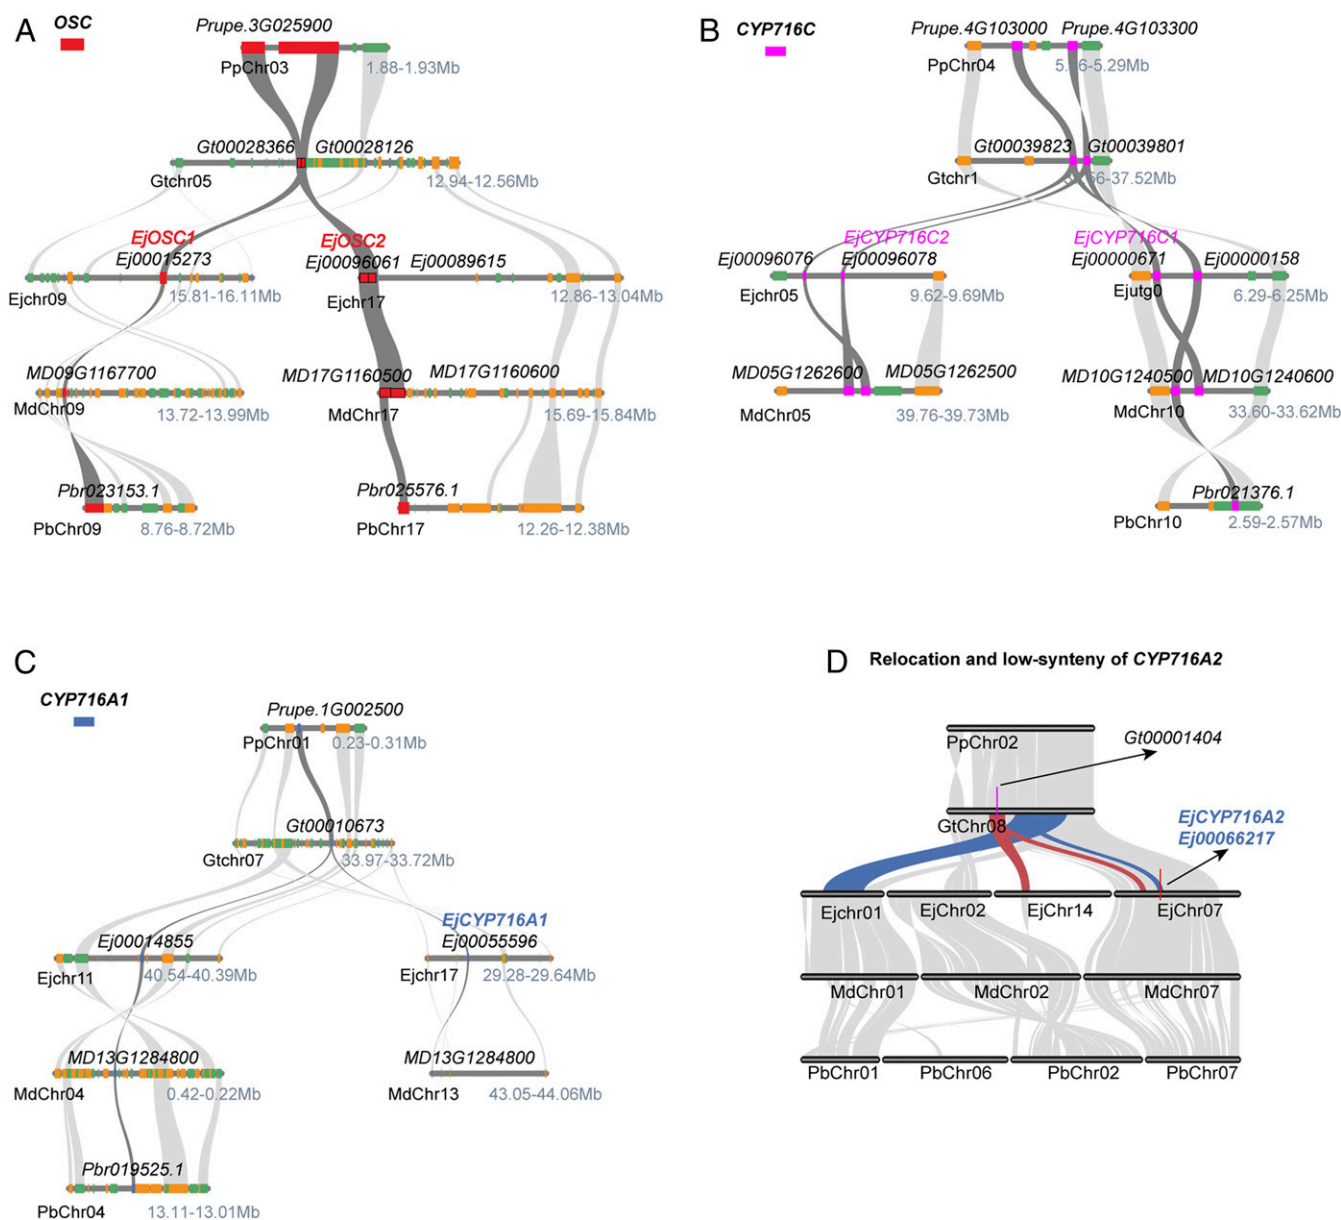 A
OSC
Prupe.3G025900
PpChr03
1.88-1.93Mb
Gt00028366
Gt00028126
Gtchr05
12.94-12.56Mb
EjOSC1
EjOSC2
Ej00015273
Ej00096061
Ej00089615
Ejchr09
15.81-16.11Mb
Ejchr17
12.86-13.04Mb
MD09G1167700
MD17G1160500
MD17G1160600
MdChr09
13.72-13.99Mb
MdChr17
15.69-15.84Mb
Pbr023153.1
Pbr025576.1
PbChr09
8.76-8.72Mb
PbChr17
12.26-12.38Mb
B
CYP716C
Prupe.4G103000
Prupe.4G103300
PpChr04
-5.29Mb
Gt00039823
Gt00039801
Gtchr1
-37.52Mb
EjCYP716C2
EjCYP716C1
Ej00096076
Ej00096078
Ej00000671
Ej00000158
Ejchr05
9.62-9.69Mb
Ejutg0
6.29-6.25Mb
MD05G1262600
MD05G1262500
MD10G1240500
MD10G1240600
MdChr05
39.76-39.73Mb
MdChr10
33.60-33.62Mb
Pbr021376.1
PbChr10
2.59-2.57Mb
C
CYP716A1
Prupe.1G002500
PpChr01
0.23-0.31Mb
Gt00010673
Gtchr07
33.97-33.72Mb
EjCYP716A1
Ej00014855
Ej00055596
Ejchr11
40.54-40.39Mb
Ejchr17
29.28-29.64Mb
MD13G1284800
MD13G1284800
MdChr04
0.42-0.22Mb
MdChr13
43.05-44.06Mb
Pbr019525.1
PbChr04
13.11-13.01Mb
D
Relocation and low-synteny of CYP716A2
PpChr02
Gt00001404
GtChr08
EjCYP716A2
Ej00066217
Ejchr01
EjChr02
EjChr14
EjChr07
MdChr01
MdChr02
MdChr07
PbChr01
PbChr06
PbChr02
PbChr07